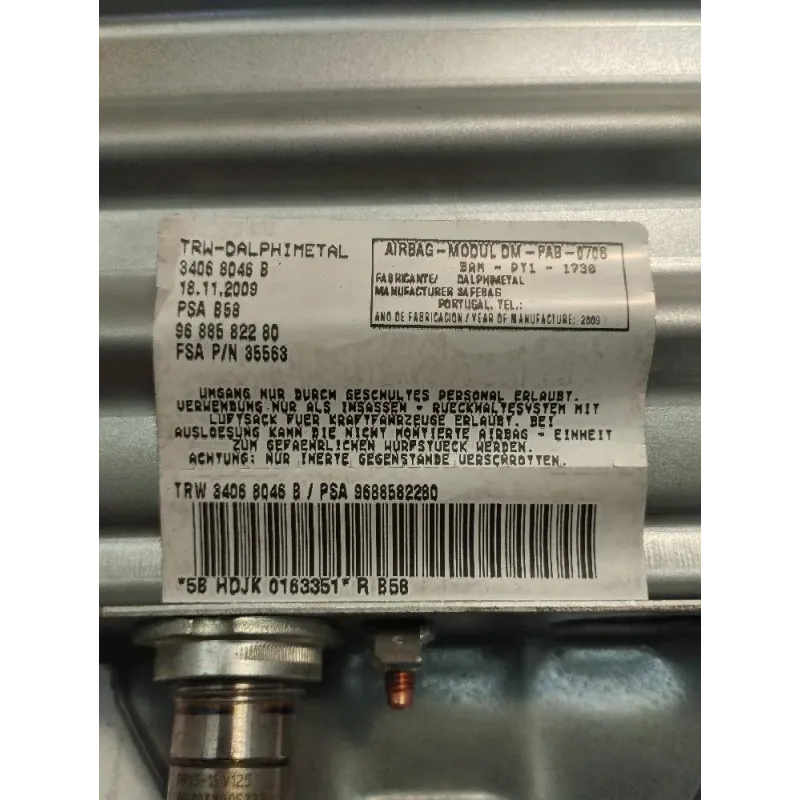 TRW-DALPHIMETAL
3406 8046 B
18.11.2009
PSA B58
96 885 822 80
FSA P/N 35563
AIRBAG-MODUL DM-PAB-0708
BAM - PT1 - 1730
FABRICANTE/ DALPHIMETAL
MANUFACTURER SAFEBAG
PORTUGAL, TEL.:
ANO DE FABRICACION / YEAR OF MANUFACTURE: 2009
UMGANG NUR DURCH GESCHULTES PERSONAL ERLAUBT.
VERWENDUNG NUR ALS INSASSEN - RUECKHALTESYSTEM MIT
LUFTSACK FUER KRAFTFAHRZEUGE ERLAUBT. BEI
AUSLOESUNG KANN DIE NICHT MONTIERTE AIRBAG - EINHEIT
ZUM GEFAEHRLICHEN WURFSTUECK WERDEN.
ACHTUNG: NUR INERTE GEGENSTANDE VERSCHROTTEN.
TRW 3406 8046 B / PSA 9688582280
*5B HDJK 0163351* R B58